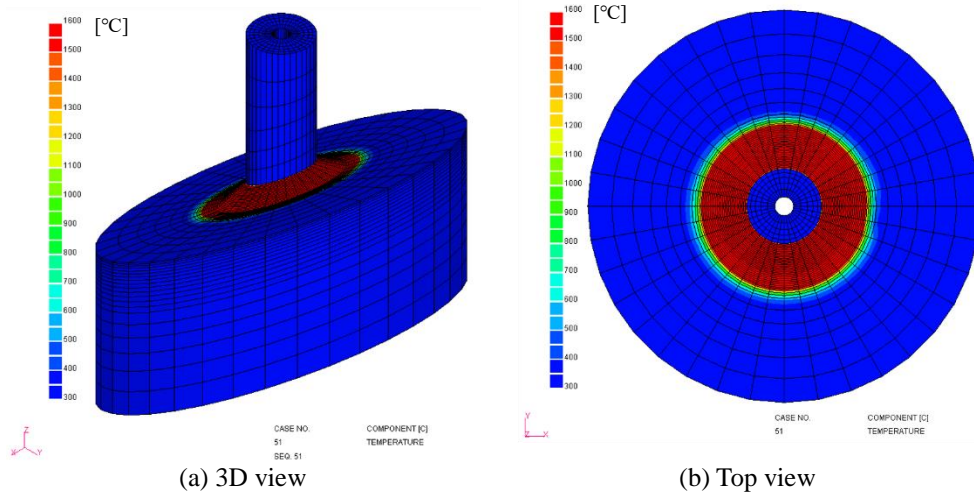 1600
[°C]
1500
1400
1300
1200
1100
1000
900
800
700
600
500
400
300
Z
X Y
CASE NO. COMPONENT [C]
51 TEMPERATURE
SEQ. 51
(a) 3D view
1600
[°C]
1500
1400
1300
1200
1100
1000
900
800
700
600
500
400
300
Y
Z X
CASE NO. COMPONENT [C]
51 TEMPERATURE
(b) Top view